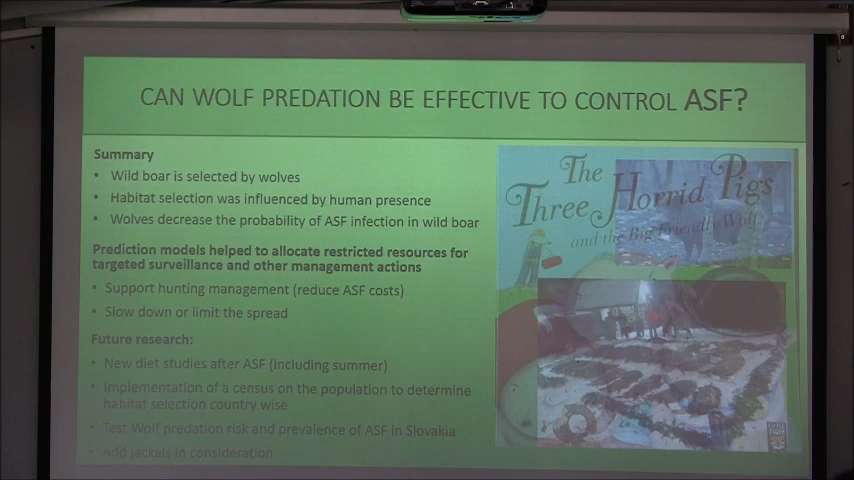 CAN WOLF PREDATION BE EFFECTIVE TO CONTROL ASF?
Summary
• Wild boar is selected by wolves
• Habitat selection was influenced by human presence
• Wolves decrease the probability of ASF infection in wild boar
Prediction models helped to allocate restricted resources for
targeted surveillance and other management actions
• Support hunting management (reduce ASF costs)
• Slow down or limit the spread
Future research:
• New diet studies after ASF (including summer)
• Implementation of a census on the population to determine
habitat selection country wise
• Test Wolf predation risk and prevalence of ASF in Slovakia
• Add jackels in consideration
The
Three Horrid Pigs
and the Big Friendly Wolf